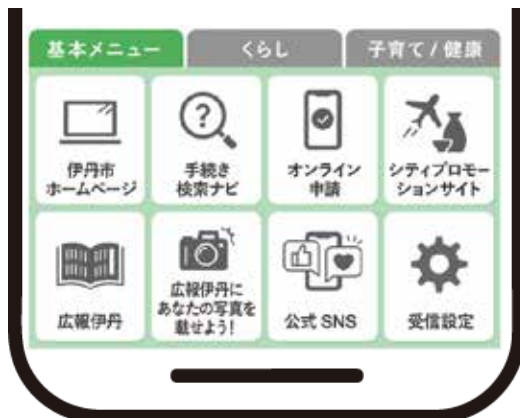 基本メニュー
くらし
子育て/健康
伊丹市
ホームページ
手続き
検索ナビ
オンライン
申請
シティプロモー
ションサイト
広報伊丹
広報伊丹に
あなたの写真を
載せよう!
公式 SNS
受信設定